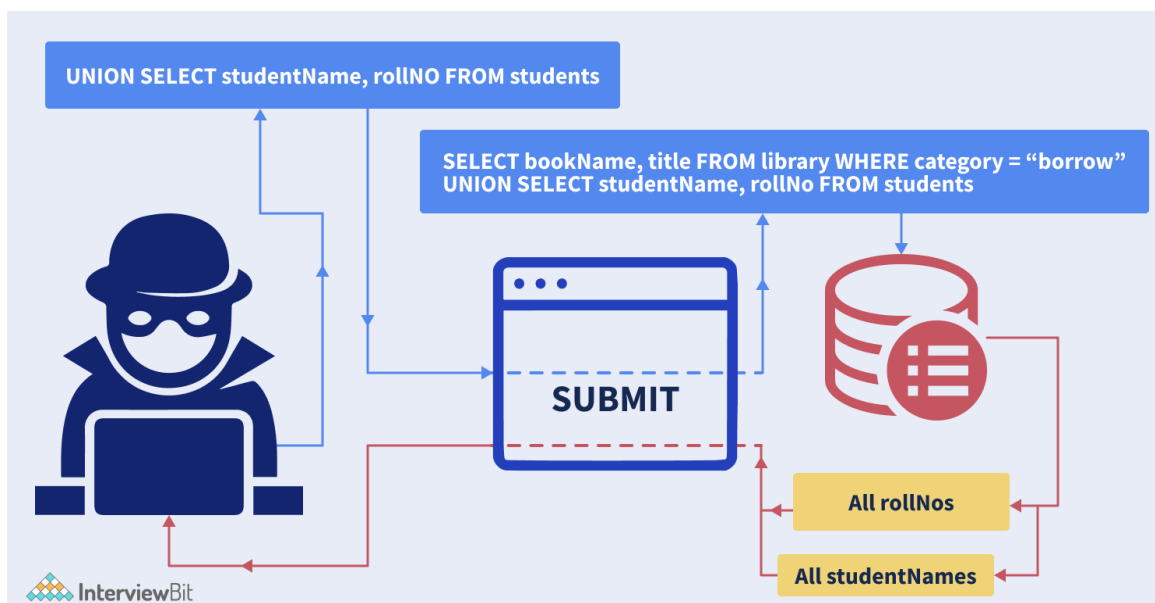 UNION SELECT studentName, rollNO FROM students
SELECT bookName, title FROM library WHERE category = “borrow”
UNION SELECT studentName, rollNo FROM students
SUBMIT
All rollNos
All studentNames
InterviewBit